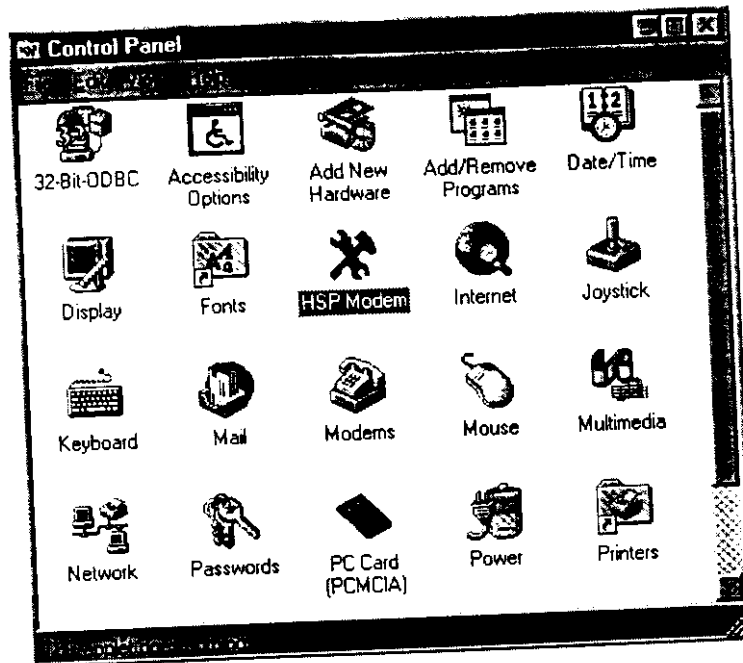 Control Panel
32-Bit-ODBC
Accessibility
Options
Add New
Hardware
Add/Remove
Programs
Date/Time
Display
Fonts
HSP Modem
Internet
Joystick
Keyboard
Mail
Modems
Mouse
Multimedia
Network
Passwords
PC Card
(PCMCIA)
Power
Printers